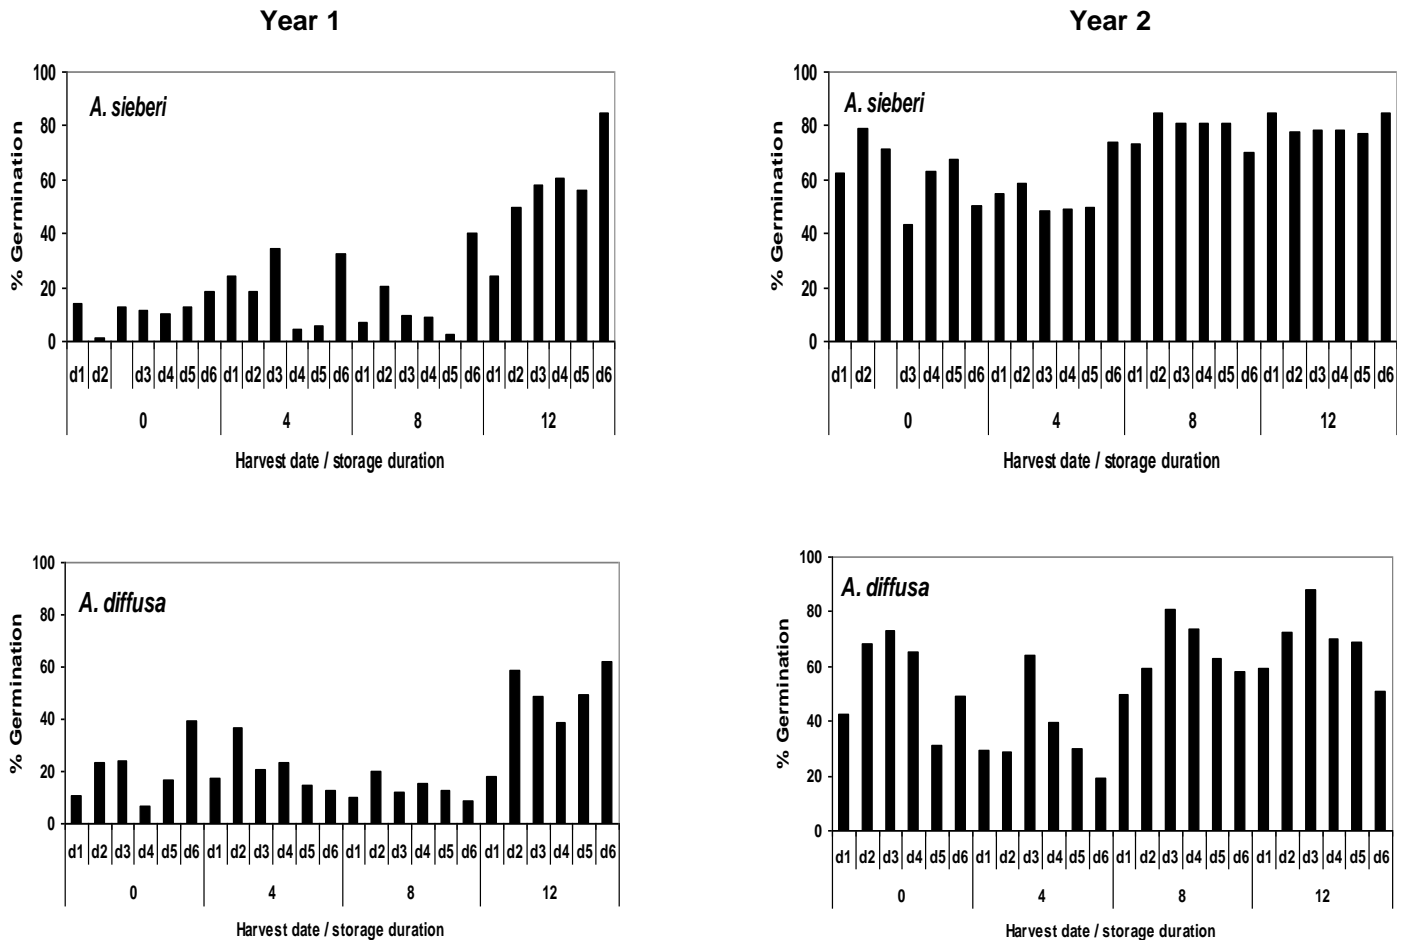 Year 1
Year 2
A. sieberi
% Germination
100
80
60
40
20
0
d1 d2 d3 d4 d5 d6 d1 d2 d3 d4 d5 d6 d1 d2 d3 d4 d5 d6 d1 d2 d3 d4 d5 d6
0 4 8 12
Harvest date / storage duration
A. sieberi
% Germination
100
80
60
40
20
0
d1 d2 d3 d4 d5 d6 d1 d2 d3 d4 d5 d6 d1 d2 d3 d4 d5 d6 d1 d2 d3 d4 d5 d6
0 4 8 12
Harvest date / storage duration
A. diffusa
% Germination
100
80
60
40
20
0
d1 d2 d3 d4 d5 d6 d1 d2 d3 d4 d5 d6 d1 d2 d3 d4 d5 d6 d1 d2 d3 d4 d5 d6
0 4 8 12
Harvest date / storage duration
A. diffusa
% Germination
100
80
60
40
20
0
d1 d2 d3 d4 d5 d6 d1 d2 d3 d4 d5 d6 d1 d2 d3 d4 d5 d6 d1 d2 d3 d4 d5 d6
0 4 8 12
Harvest date / storage duration